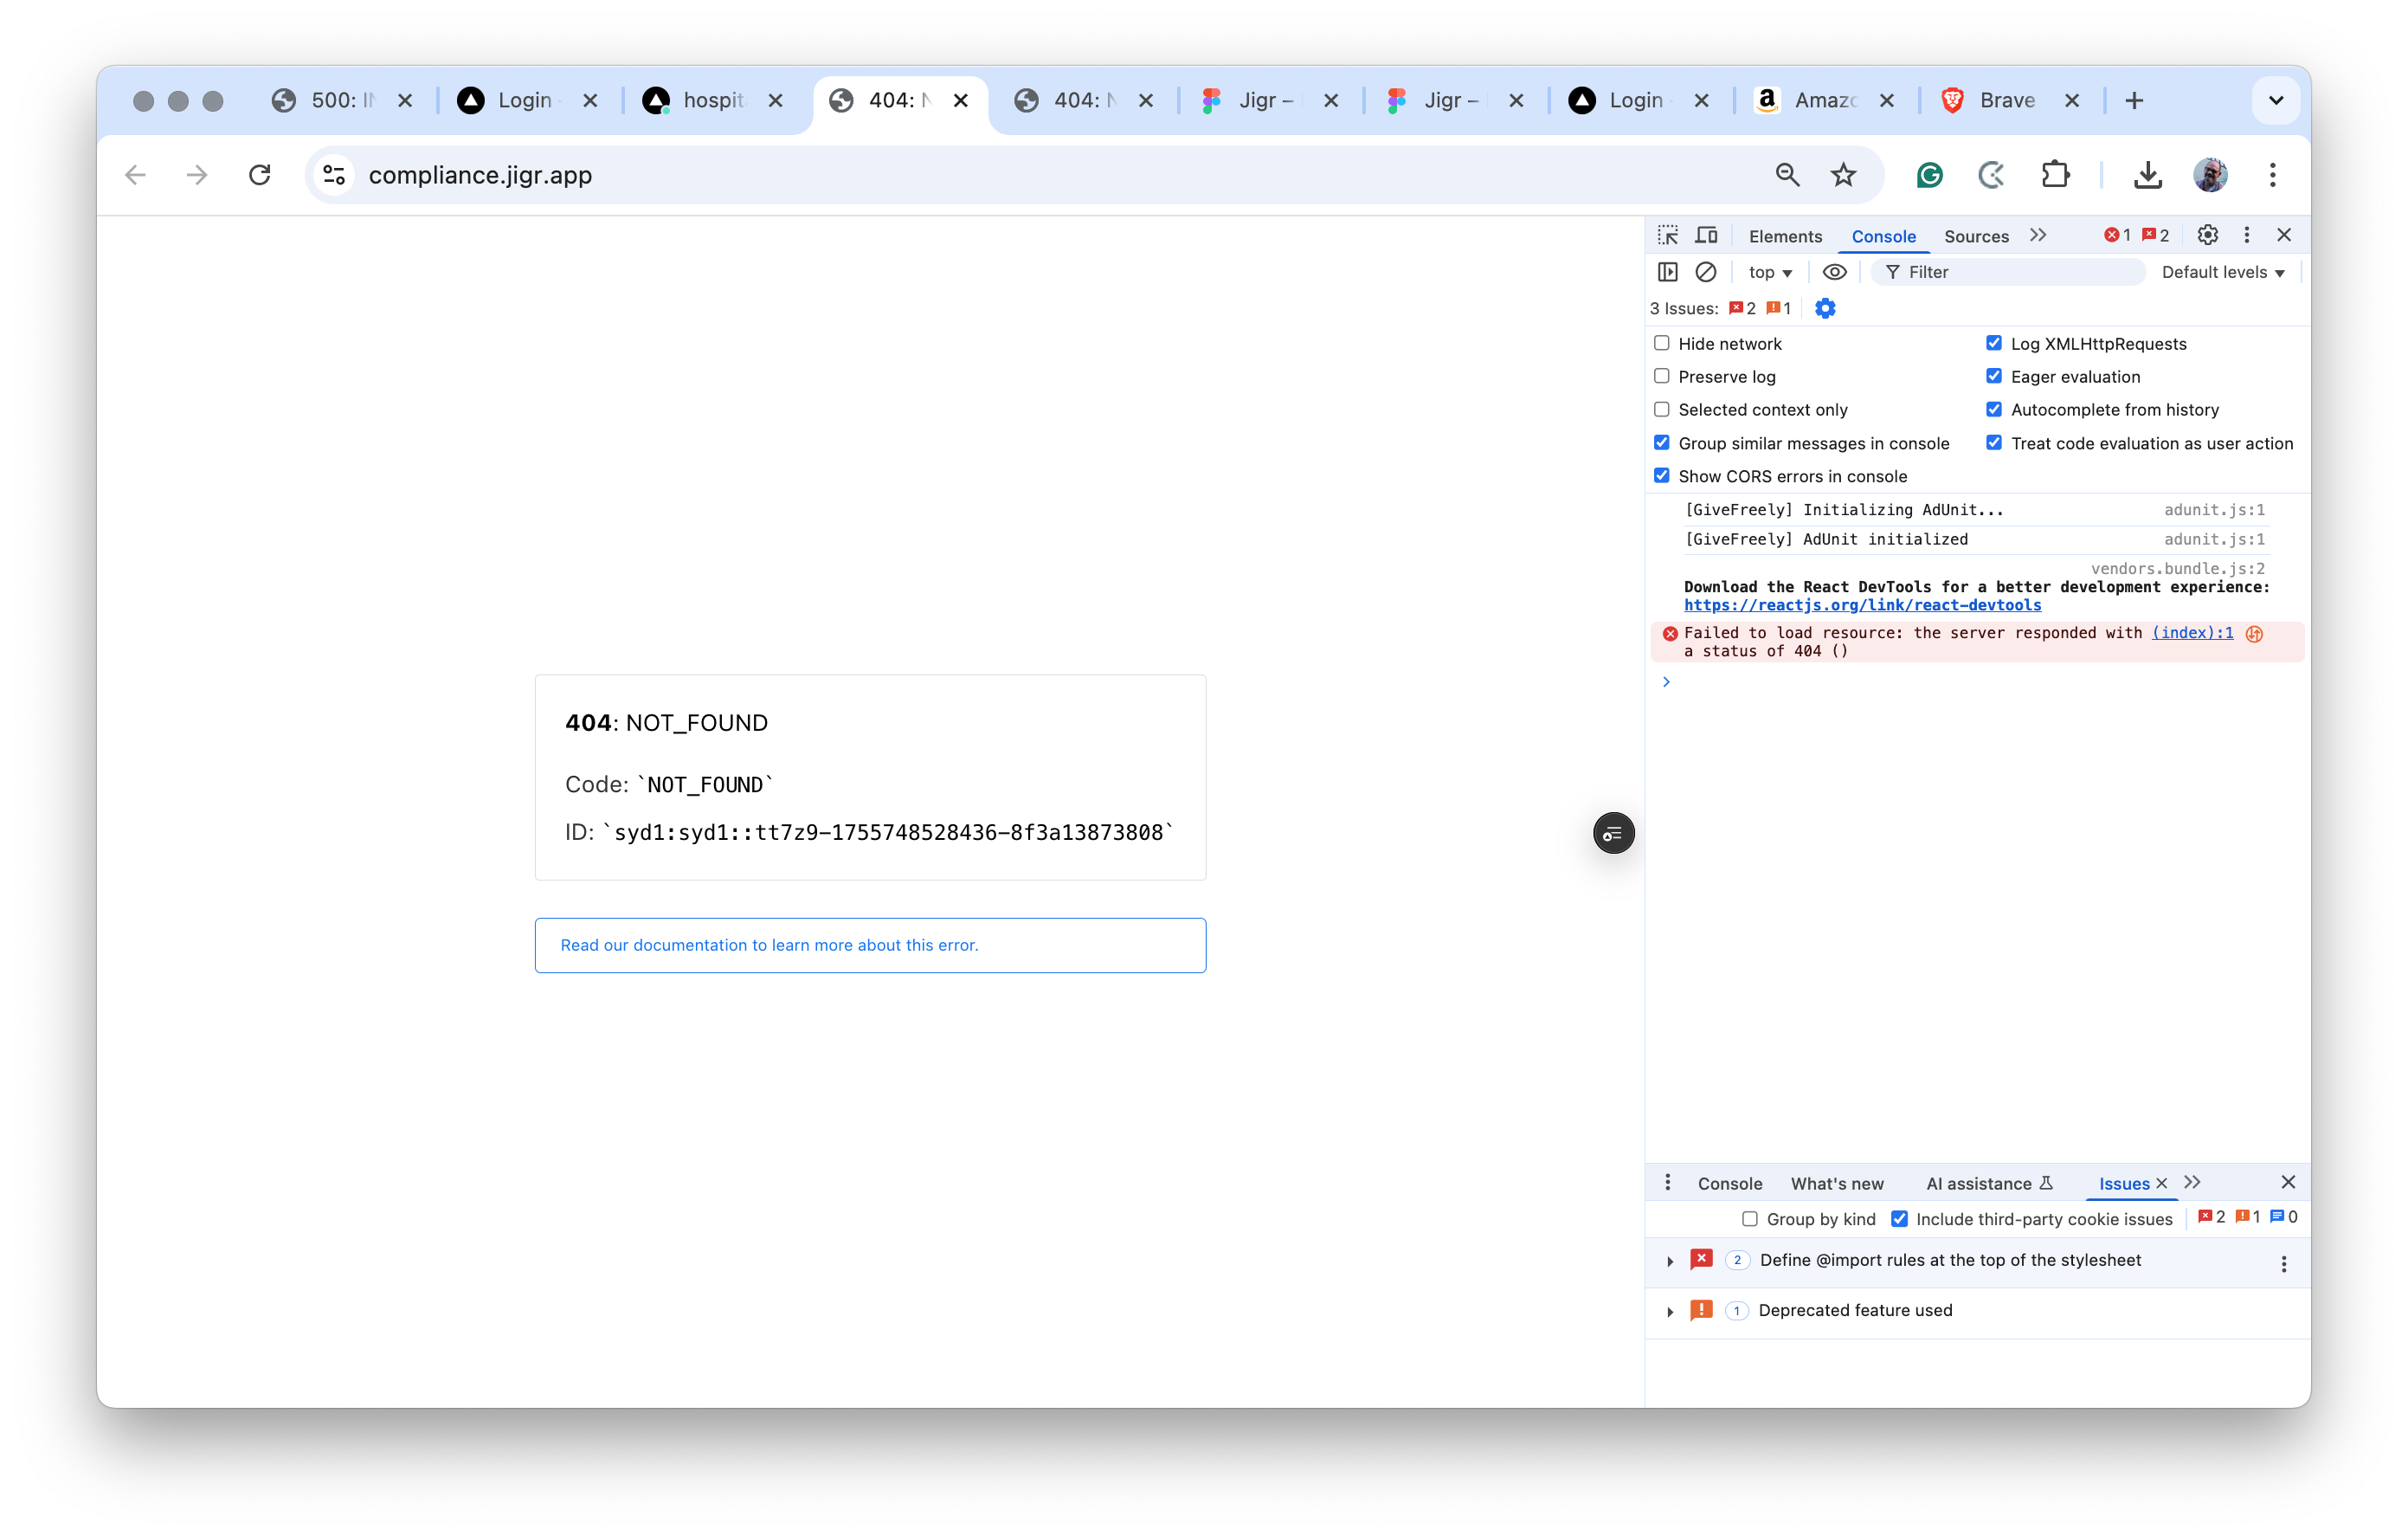 500: IN
Login
hospit
404: N
404: N
Jigr –
Jigr –
Login
Amazo
Brave
compliance.jigr.app
Elements
Console
Sources
1
2
top
Filter
Default levels
3 Issues: 2 1
Hide network
Log XMLHttpRequests
Preserve log
Eager evaluation
Selected context only
Autocomplete from history
Group similar messages in console
Treat code evaluation as user action
Show CORS errors in console
[GiveFreely] Initializing AdUnit... adunit.js:1
[GiveFreely] AdUnit initialized adunit.js:1
vendors.bundle.js:2
Download the React DevTools for a better development experience:
https://reactjs.org/link/react-devtools
Failed to load resource: the server responded with (index):1
a status of 404 ()
404: NOT_FOUND
Code: `NOT_FOUND`
ID: `syd1:syd1::tt7z9-1755748528436-8f3a13873808`
Read our documentation to learn more about this error.
Console
What's new
AI assistance
Issues
Group by kind
Include third-party cookie issues
2 1 0
2 Define @import rules at the top of the stylesheet
1 Deprecated feature used